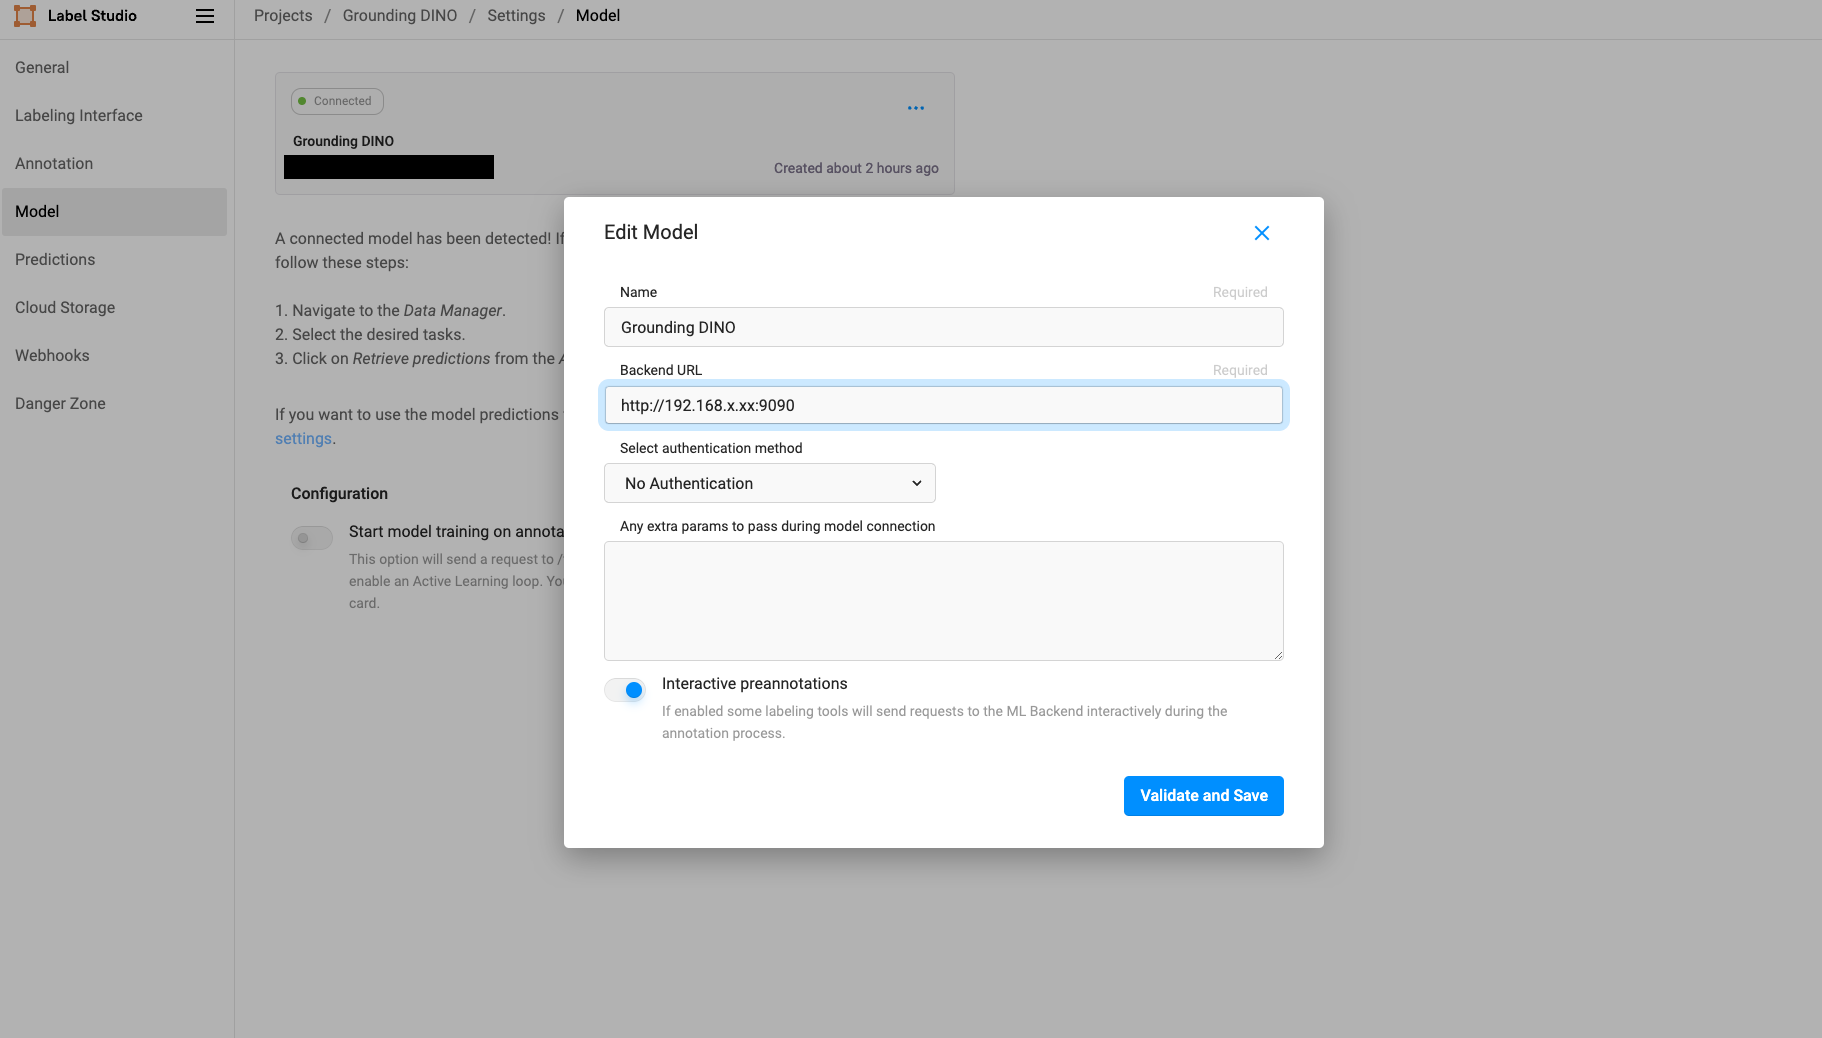 Label Studio
Projects / Grounding DINO / Settings / Model
General
Labeling Interface
Annotation
Model
Predictions
Cloud Storage
Webhooks
Danger Zone
Connected
Grounding DINO
Created about 2 hours ago
A connected model has been detected! If
follow these steps:
1. Navigate to the Data Manager.
2. Select the desired tasks.
3. Click on Retrieve predictions from the
If you want to use the model predictions
settings.
Configuration
Start model training on annota
This option will send a request to /
enable an Active Learning loop. You
card.
Edit Model
Name Required
Grounding DINO
Backend URL Required
http://192.168.x.xx:9090
Select authentication method
No Authentication
Any extra params to pass during model connection
Interactive preannotations
If enabled some labeling tools will send requests to the ML Backend interactively during the
annotation process.
Validate and Save